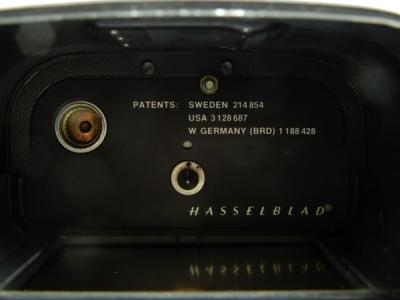 PATENTS: SWEDEN 214 854
USA 3 128 687
W GERMANY (BRD) 1 188 428
HASSELBLAD®